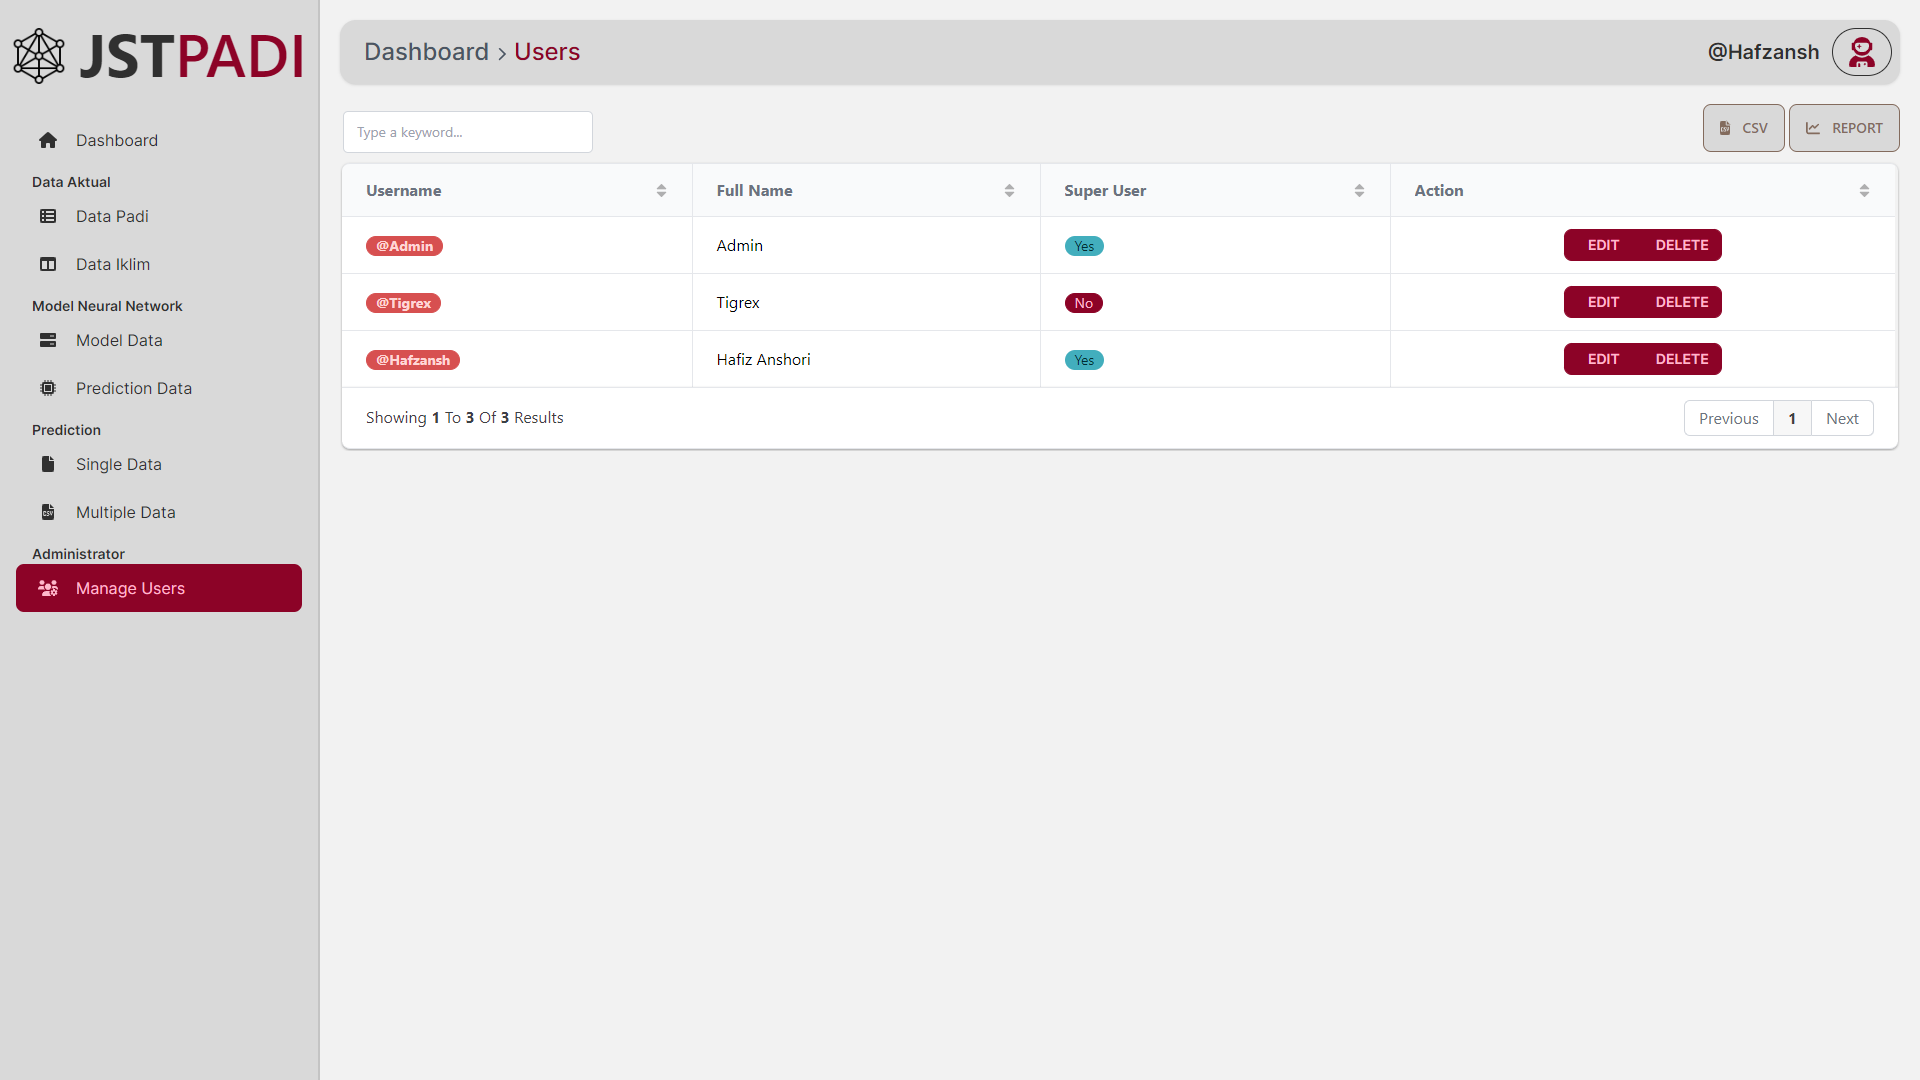 JSTPADI
Dashboard
Data Aktual
Data Padi
Data Iklim
Model Neural Network
Model Data
Prediction Data
Prediction
Single Data
Multiple Data
Administrator
Manage Users
Dashboard > Users
@Hafzansh
Type a keyword...
CSV REPORT
Username Full Name Super User Action
@Admin Admin Yes EDIT DELETE
@Tigrex Tigrex No EDIT DELETE
@Hafzansh Hafiz Anshori Yes EDIT DELETE
Showing 1 To 3 Of 3 Results
Previous 1 Next